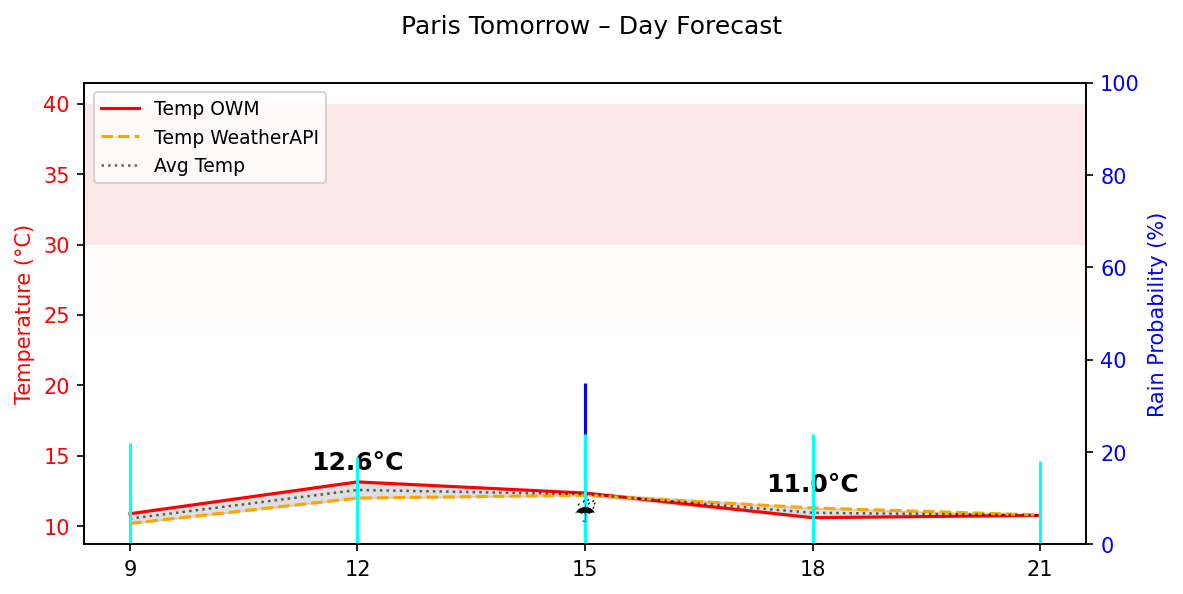 Paris Tomorrow – Day Forecast
Temp OWM
Temp WeatherAPI
Avg Temp
Temperature (°C)
40
35
30
25
20
15
10
12.6°C
11.0°C
100
80
60
40
20
0
Rain Probability (%)
9
12
15
18
21